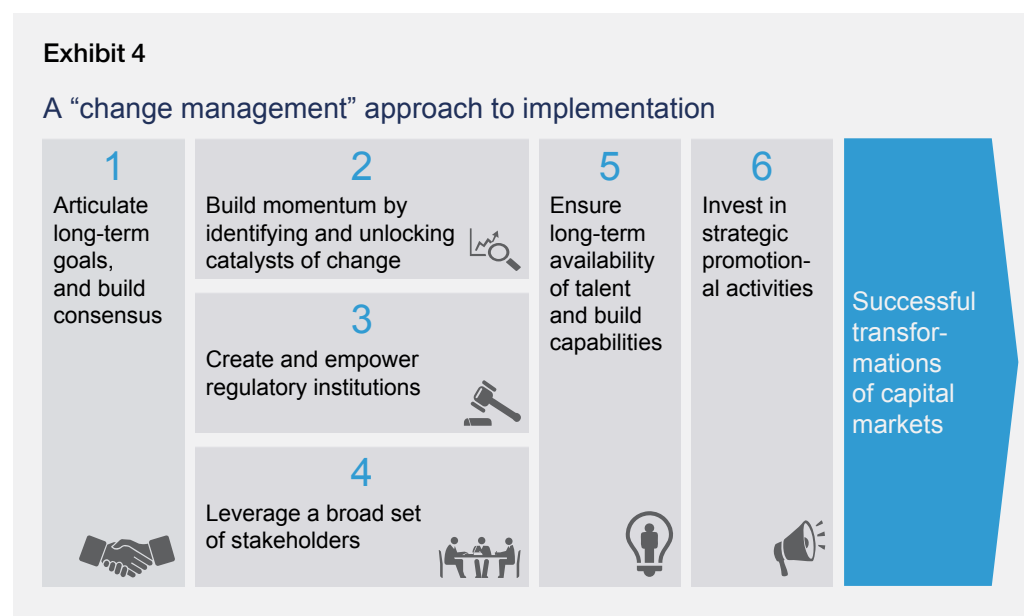 Exhibit 4
A “change management” approach to implementation
1
Articulate
long-term
goals,
and build
consensus
2
Build momentum by
identifying and unlocking
catalysts of change
3
Create and empower
regulatory institutions
4
Leverage a broad set
of stakeholders
5
Ensure
long-term
availability
of talent
and build
capabilities
6
Invest in
strategic
promotion-
al activities
Successful
transfor-
mations
of capital
markets